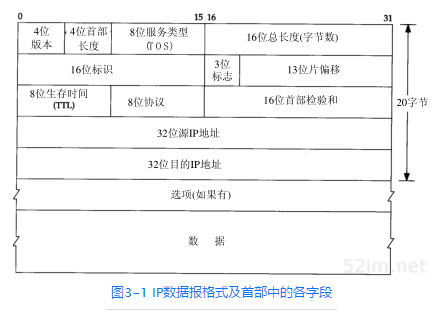 0 15 16 31
4位 4位首部 8位服务类型 16位总长度(字节数)
版本 长度 (TOS)
16位标识 3位 13位片偏移
标志
8位生存时间 8位协议 16位首部检验和
(TTL)
20字节
32位源IP地址
32位目的IP地址
选项(如果有)
数 据
52im.net
图3-1 IP数据报格式及首部中的各字段